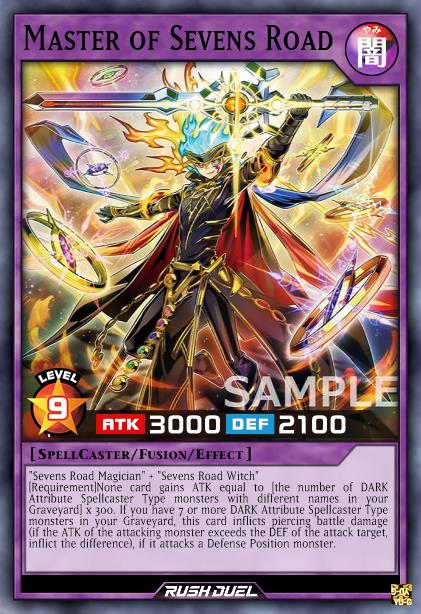 MASTER OF SEVENS ROAD
やみ
闇
SAMPLE
LEVEL
9
ATK 3000 DEF 2100
[SPELLCASTER/FUSION/EFFECT]
"Sevens Road Magician" + "Sevens Road Witch"
[Requirement]None card gains ATK equal to [the number of DARK
Attribute Spellcaster Type monsters with different names in your
Graveyard] x 300. If you have 7 or more DARK Attribute Spellcaster Type
monsters in your Graveyard, this card inflicts piercing battle damage
(if the ATK of the attacking monster exceeds the DEF of the attack target,
inflict the difference), if it attacks a Defense Position monster.
RUSH DUEL